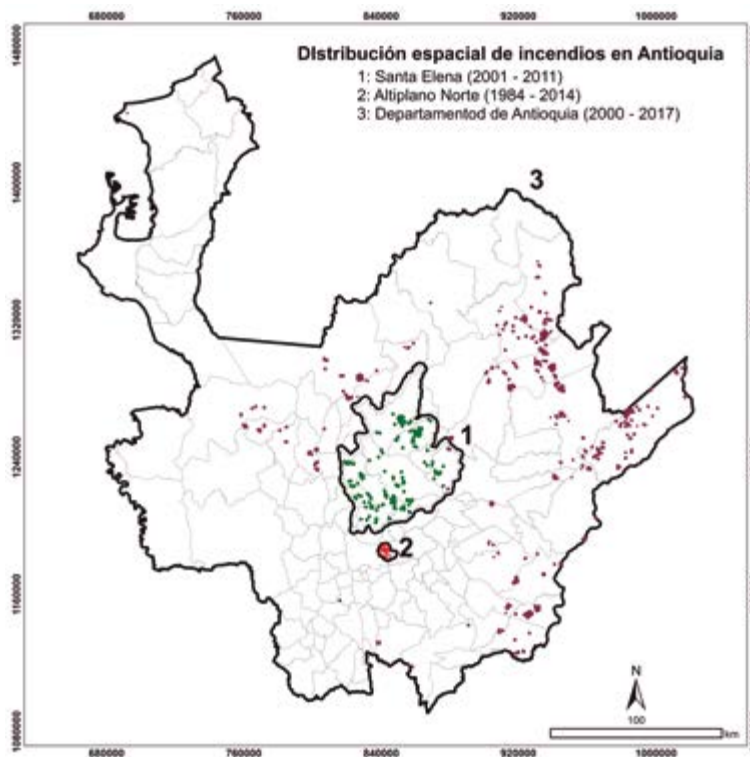 680000 760000 840000 920000 1000000
DIstribución espacial de incendios en Antioquia
1: Santa Elena (2001 - 2011)
2: Altiplano Norte (1984 - 2014)
3: Departamentod de Antioquia (2000 - 2017)
1480000
1400000
3
1320000
1
1240000
2
1160000
N
100
km
1080000
680000 760000 840000 920000 1000000